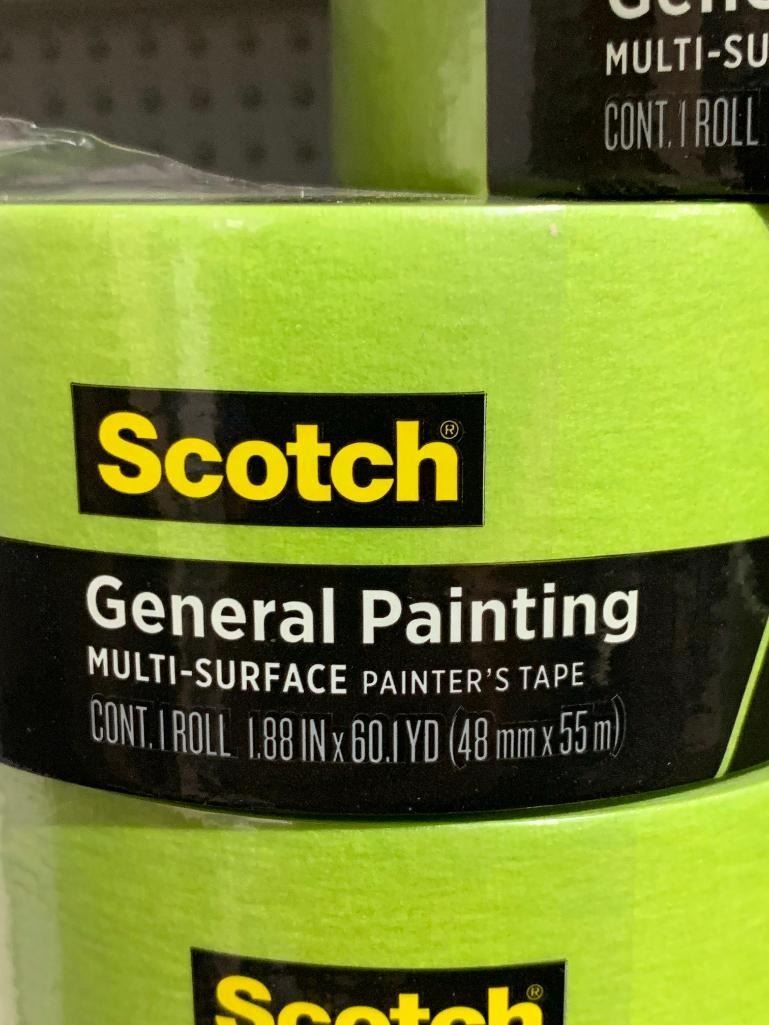 MULTI-SU
CONT. 1 ROLL
Scotch®
General Painting
MULTI-SURFACE PAINTER'S TAPE
CONT. 1 ROLL 1.88 IN x 60.1 YD (48 mm x 55 m)
Scotch®